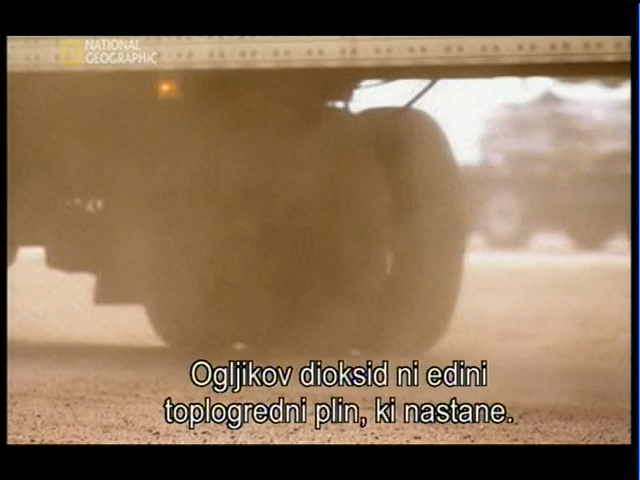 NATIONAL
GEOGRAPHIC
Ogljikov dioksid ni edini
toplogredni plin, ki nastane.